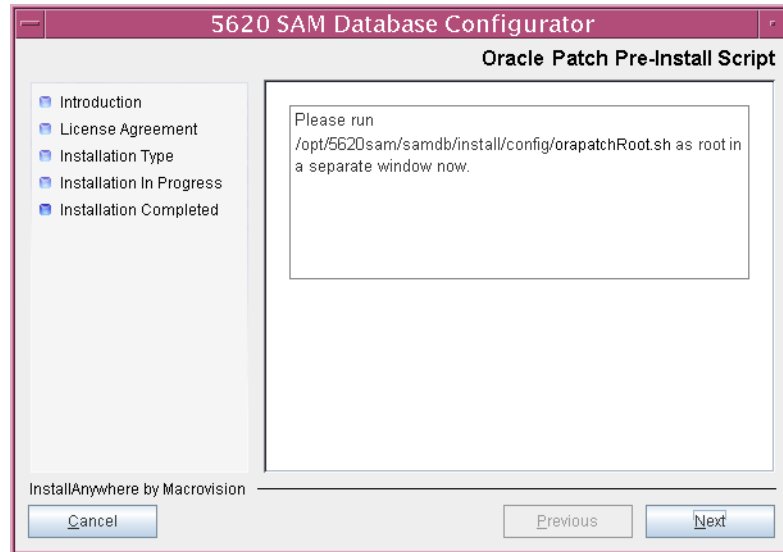 5620 SAM Database Configurator
Oracle Patch Pre-Install Script
Introduction
License Agreement
Installation Type
Installation In Progress
Installation Completed
Please run
/opt/5620sam/samdb/install/config/orapatchRoot.sh as root in
a separate window now.
InstallAnywhere by Macrovision
Cancel
Previous
Next